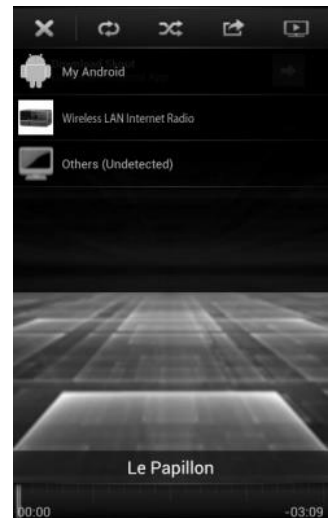 My Android
Wireless LAN Internet Radio
Others (Undetected)
Le Papillon
00:00
-03:09